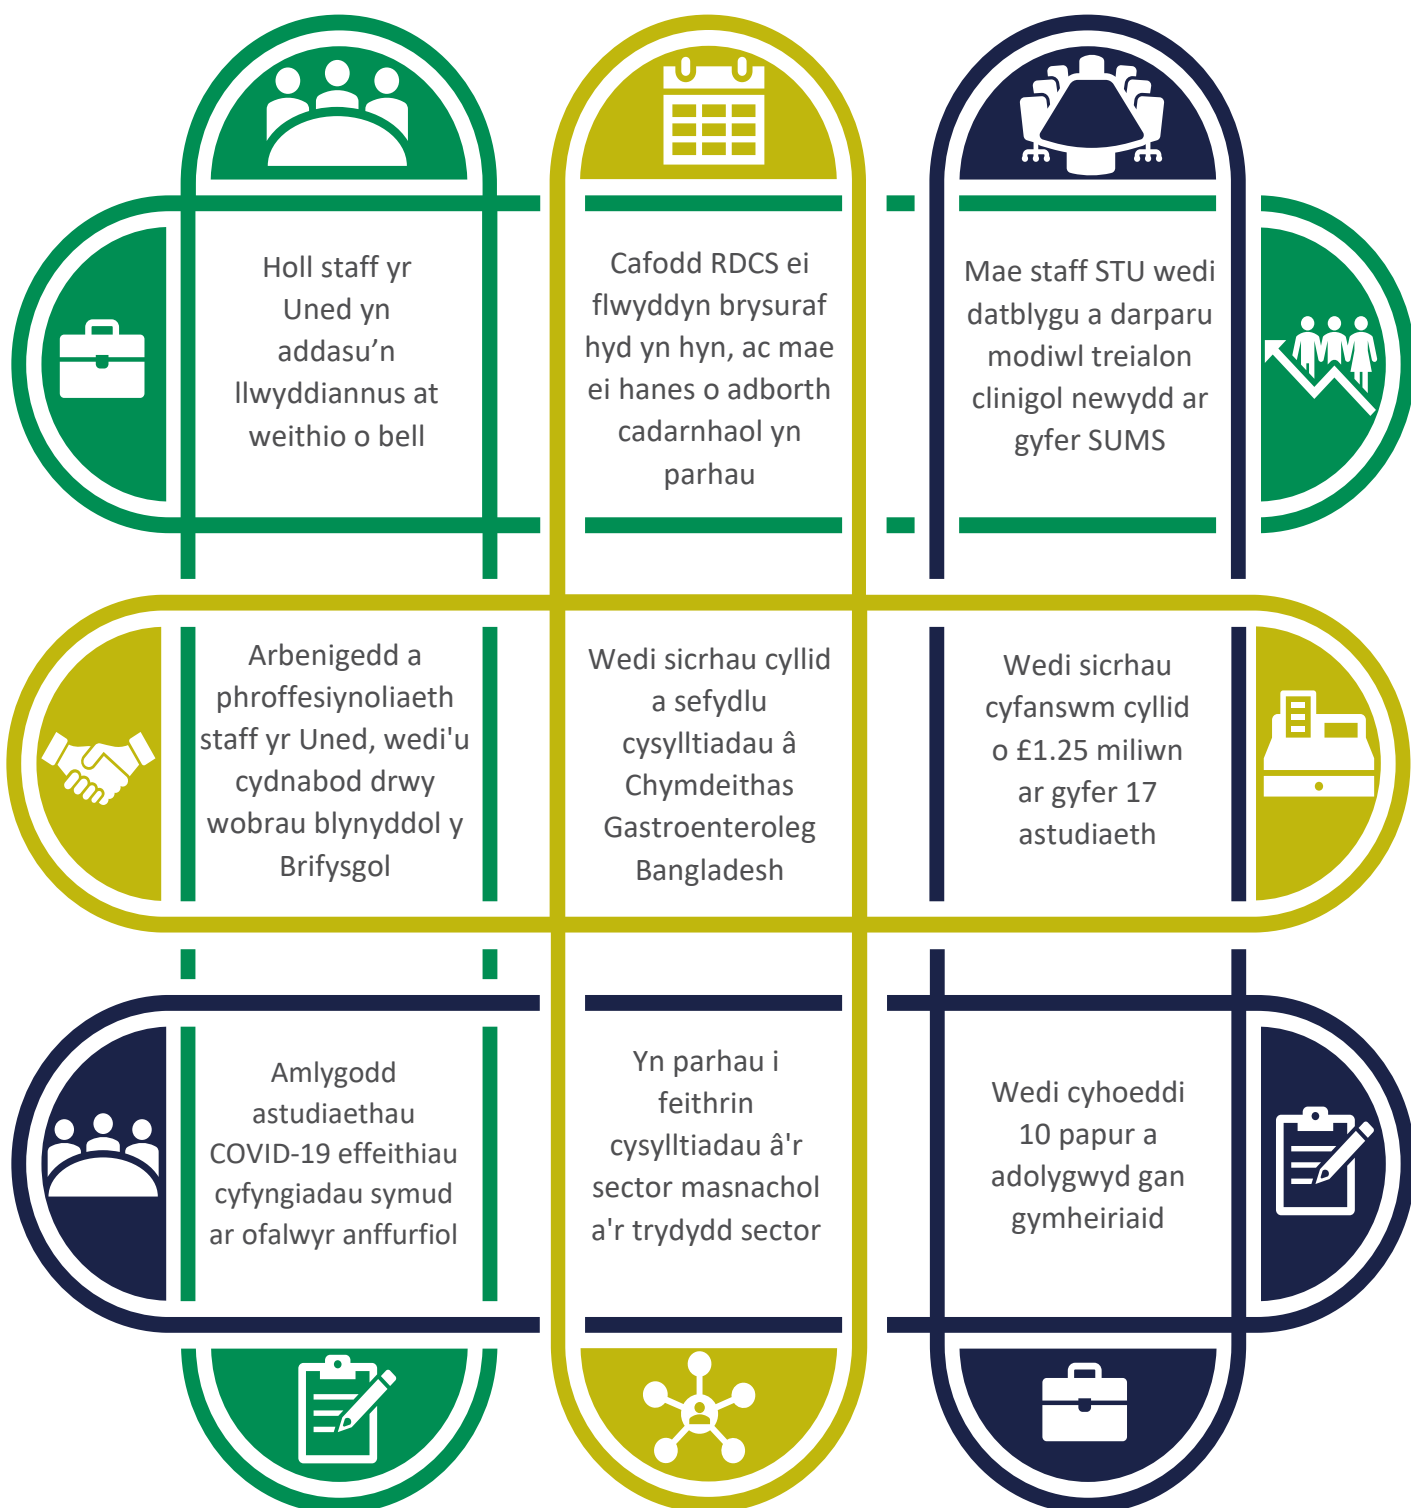 Holl staff yr
Uned yn
addasu’n
llwyddiannus at
weithio o bell
Cafodd RDCS ei
flwyddyn brysuraf
hyd yn hyn, ac mae
ei hanes o adborth
cadarnhaol yn
parhau
Mae staff STU wedi
datblygu a darparu
modiwl treialon
clinigol newydd ar
gyfer SUMS
Arbenigedd a
phroffesiynoliaeth
staff yr Uned, wedi'u
cydnabod drwy
wobrau blynyddol y
Brifysgol
Wedi sicrhau cyllid
a sefydlu
cysylltiadau â
Chymdeithas
Gastroenteroleg
Bangladesh
Wedi sicrhau
cyfanswm cyllid
o £1.25 miliwn
ar gyfer 17
astudiaeth
Amlygodd
astudiaethau
COVID-19 effeithiau
cyfyngiadau symud
ar ofalwyr anffurfiol
Yn parhau i
feithrin
cysylltiadau â'r
sector masnachol
a'r trydydd sector
Wedi cyhoeddi
10 papur a
adolygwyd gan
gymheiriaid